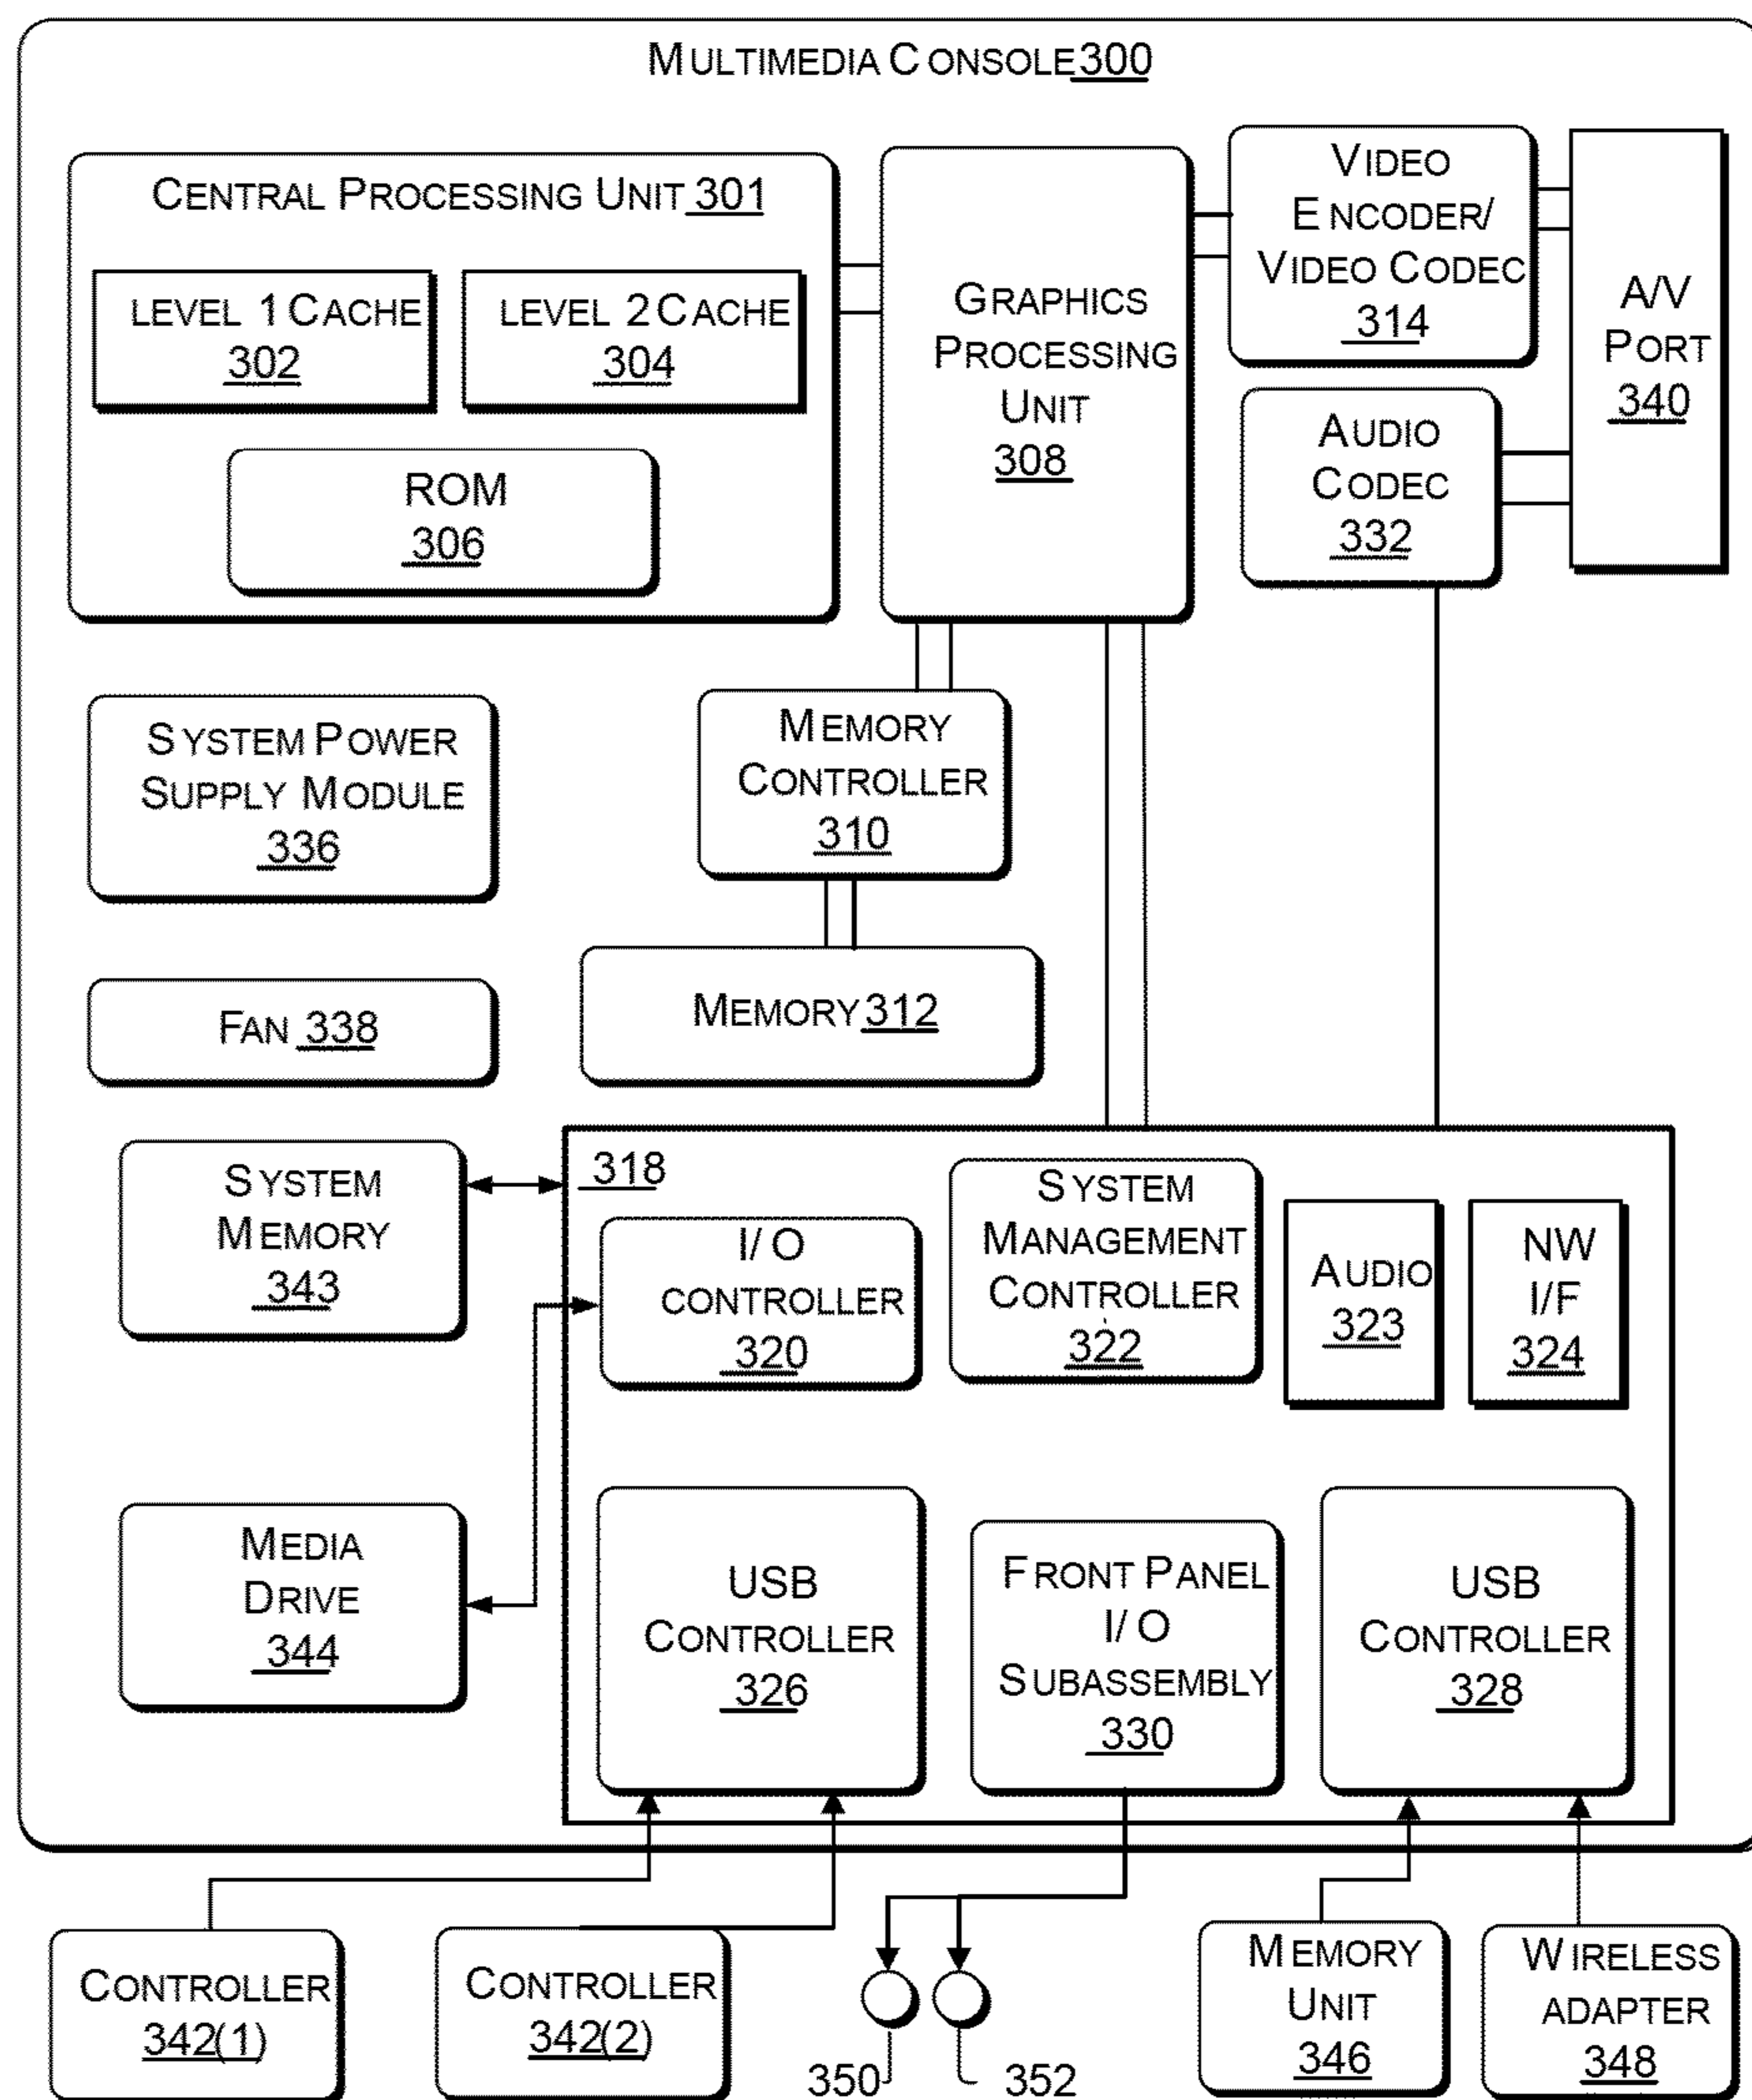 MULTIMEDIA CONSOLE 300
CENTRAL PROCESSING UNIT 301
LEVEL 1 CACHE
302
LEVEL 2 CACHE
304
ROM
306
GRAPHICS
PROCESSING
UNIT
308
VIDEO
ENCODER/
VIDEO CODEC
314
A/V
PORT
340
AUDIO
CODEC
332
SYSTEM POWER
SUPPLY MODULE
336
MEMORY
CONTROLLER
310
FAN 338
MEMORY 312
SYSTEM
MEMORY
343
318
I/O
CONTROLLER
320
SYSTEM
MANAGEMENT
CONTROLLER
322
AUDIO
323
NW
I/F
324
MEDIA
DRIVE
344
USB
CONTROLLER
326
FRONT PANEL
I/O
SUBASSEMBLY
330
USB
CONTROLLER
328
CONTROLLER
342(1)
CONTROLLER
342(2)
350
352
MEMORY
UNIT
346
WIRELESS
ADAPTER
348